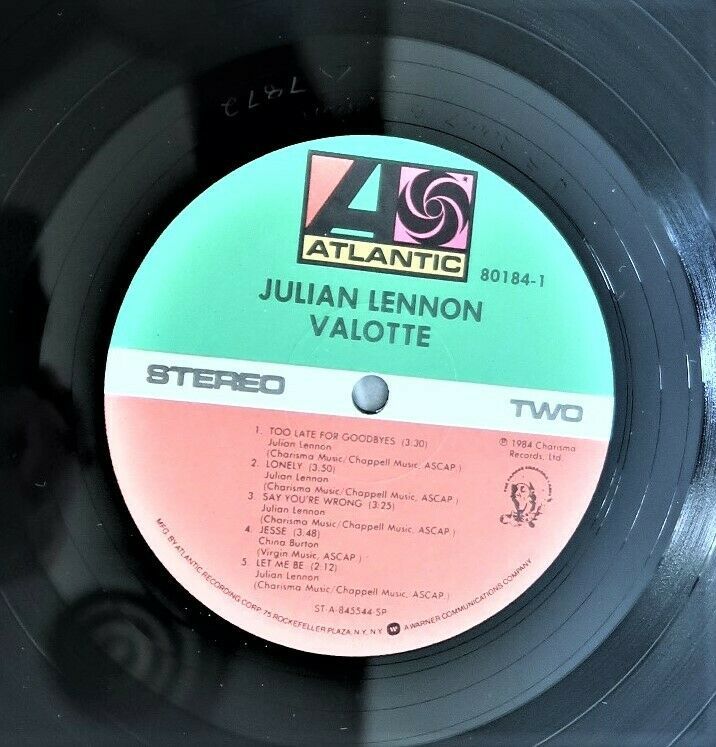 ATLANTIC
80184-1
JULIAN LENNON
VALOTTE
STEREO
TWO
1. TOO LATE FOR GOODBYES (3:30)
Julian Lennon
(Charisma Music/Chappell Music, ASCAP)
2. LONELY (3.50)
Julian Lennon
(Charisma Music/Chappell Music, ASCAP)
3. SAY YOU'RE WRONG (3:25)
Julian Lennon
(Charisma Music/Chappell Music, ASCAP)
4. JESSE (3.48)
China Burton
(Virgin Music, ASCAP)
5. LET ME BE (2:12)
Julian Lennon
(Charisma Music/Chappell Music, ASCAP)
℗ 1984 Charisma
Records, Ltd.
ST-A-845544-SP
MFG. BY ATLANTIC RECORDING CORP. 75 ROCKEFELLER PLAZA, N.Y., N.Y. A WARNER COMMUNICATIONS COMPANY